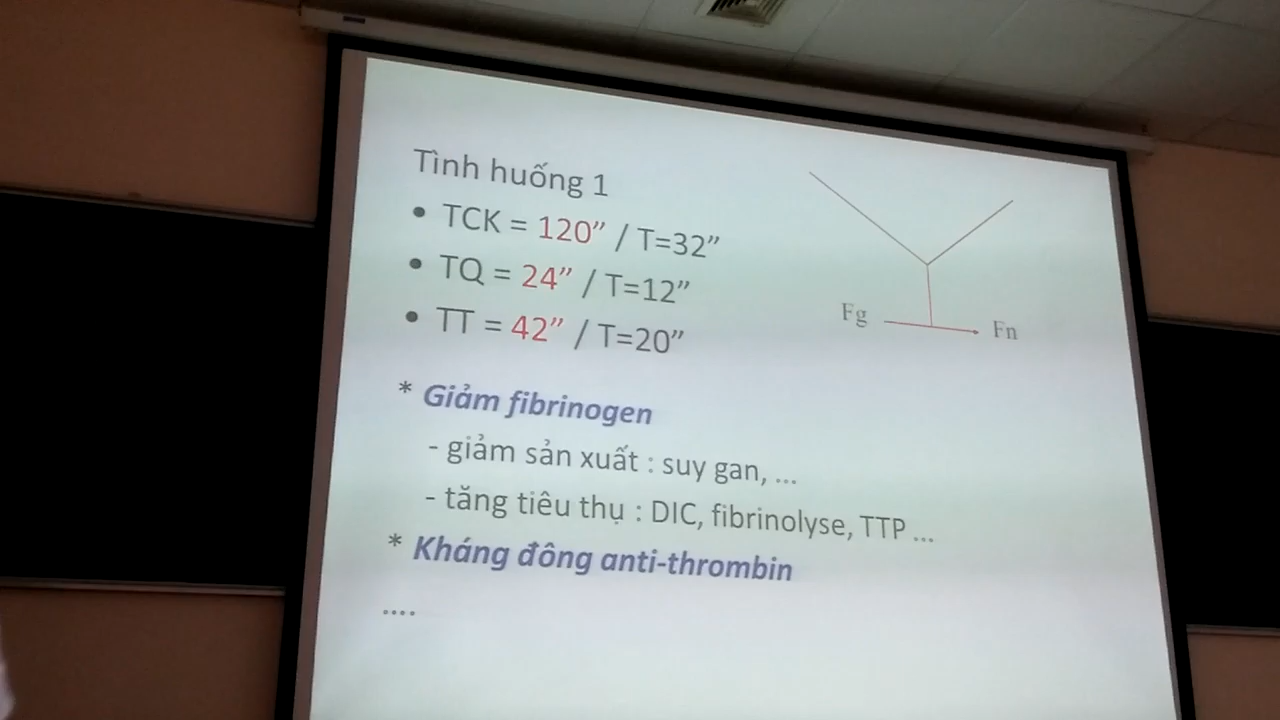 Tình huống 1
• TCK = 120” / T=32”
• TQ = 24” / T=12”
• TT = 42” / T=20”
Fg
Fn
* Giảm fibrinogen
- giảm sản xuất : suy gan, ...
- tăng tiêu thụ : DIC, fibrinolyse, TTP ...
* Kháng đông anti-thrombin
....